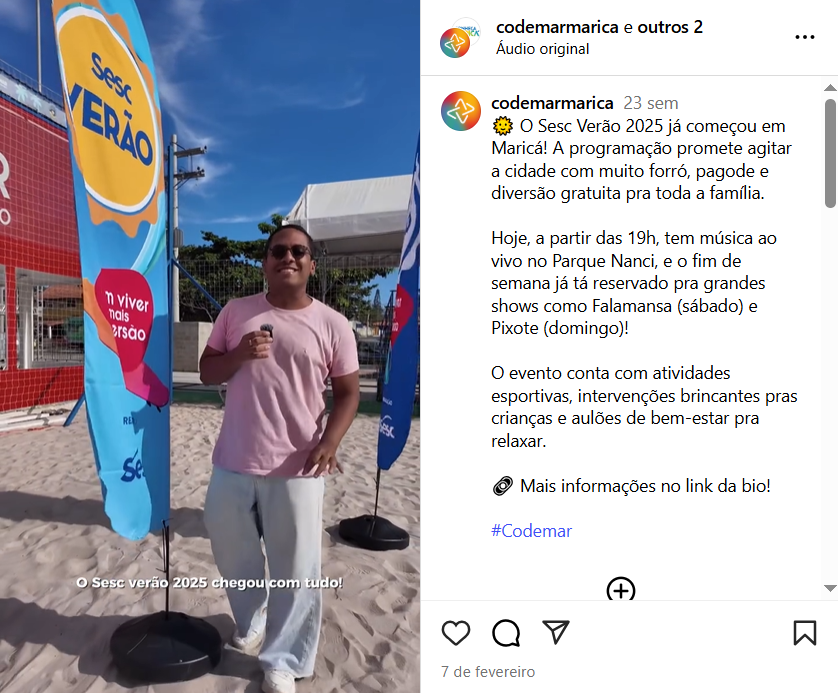 Sesc
VERÃO
R
O
m viver
mais
ersão
Sesc
Sesc
O Sesc verão 2025 chegou com tudo!
codemarmarica e outros 2
Áudio original
codemarmarica 23 sem
🌞 O Sesc Verão 2025 já começou em
Maricá! A programação promete agitar
a cidade com muito forró, pagode e
diversão gratuita pra toda a família.
Hoje, a partir das 19h, tem música ao
vivo no Parque Nanci, e o fim de
semana já tá reservado pra grandes
shows como Falamansa (sábado) e
Pixote (domingo)!
O evento conta com atividades
esportivas, intervenções brincantes pras
crianças e aulões de bem-estar pra
relaxar.
🔗 Mais informações no link da bio!
#Codemar
7 de fevereiro